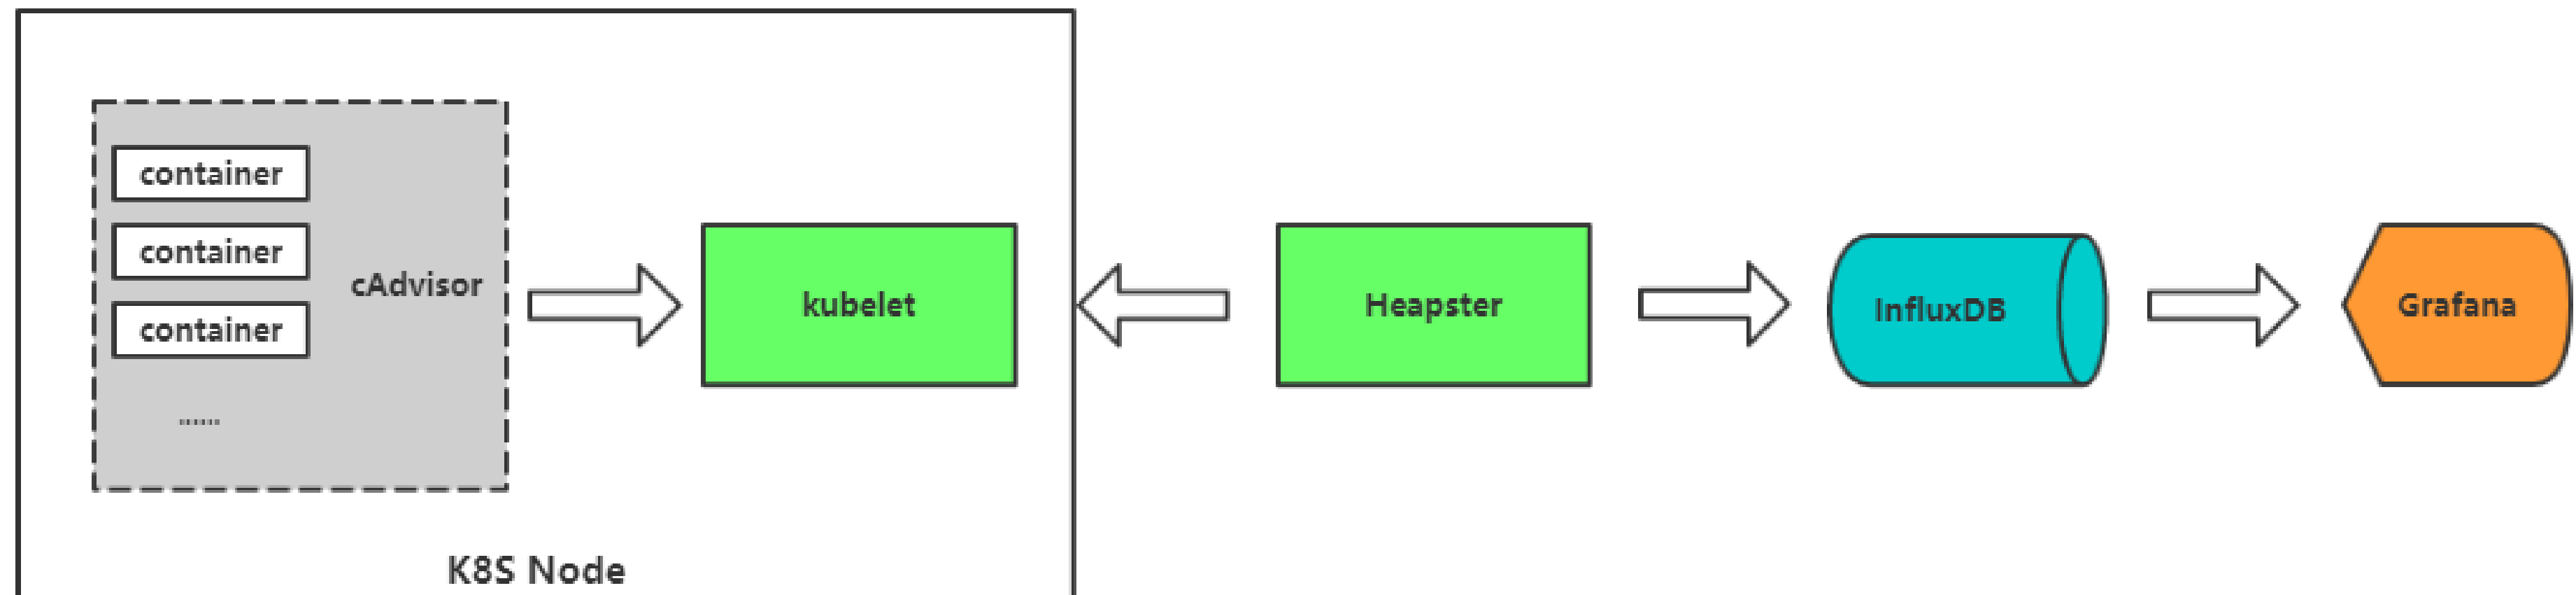 container
container
container
......
cAdvisor
kubelet
K8S Node
Heapster
InfluxDB
Grafana